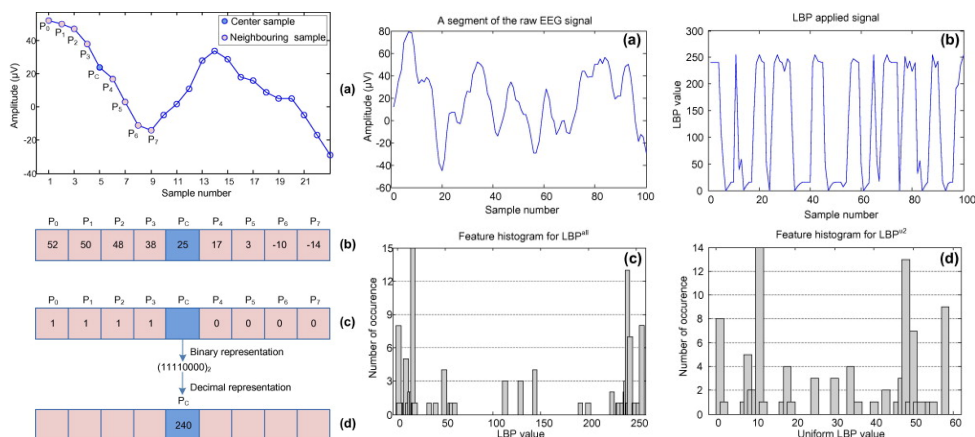 Center sample
Neighbouring sample
P0 P1 P2 P3 PC P4 P5 P6 P7
Amplitude (µV)
40
20
0
-20
-40
1 3 5 7 9 11 13 15 17 19 21
Sample number
(a)
P0 P1 P2 P3 PC P4 P5 P6 P7
52 50 48 38 25 17 3 -10 -14
(b)
P0 P1 P2 P3 PC P4 P5 P6 P7
1 1 1 1 0 0 0 0
(c)
Binary representation
(11110000)2
Decimal representation
PC
240
(d)
A segment of the raw EEG signal
(a)
Amplitude (µV)
80
60
40
20
0
-20
-40
-60
0 20 40 60 80 100
Sample number
LBP applied signal
(b)
LBP value
300
250
200
150
100
50
0
0 20 40 60 80 100
Sample number
Feature histogram for LBPall
(c)
Number of occurence
15
12
9
6
3
0
0 50 100 150 200 250
LBP value
Feature histogram for LBPu2
(d)
Number of occurence
14
12
10
8
6
4
2
0
0 10 20 30 40 50 60
Uniform LBP value